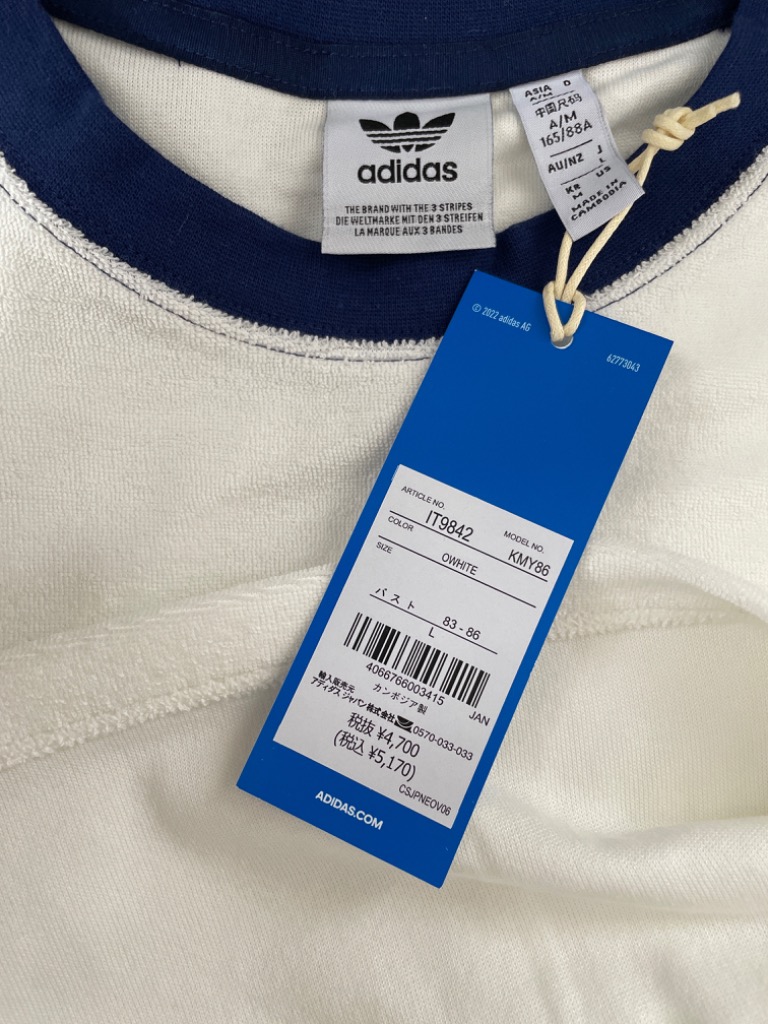 adidas
THE BRAND WITH THE 3 STRIPES
DIE WELTMARKE MIT DEN 3 STREIFEN
LA MARQUE AUX 3 BANDES
ASIA O
A/M
中国尺码
A/M
165/88A
AU/NZ J
L
KR US
M
MADE IN
CAMBODIA
© 2022 adidas AG
62773043
ARTICLE NO.
IT9842
MODEL NO.
KMY86
COLOR
OWHITE
SIZE
バスト 83-86
L
4066766003415 JAN
カンボジア製
輸入販売元
アディダスジャパン株式会社 0570-033-033
税抜 ¥4,700
(税込 ¥5,170)
CSJPNEOV06
ADIDAS.COM